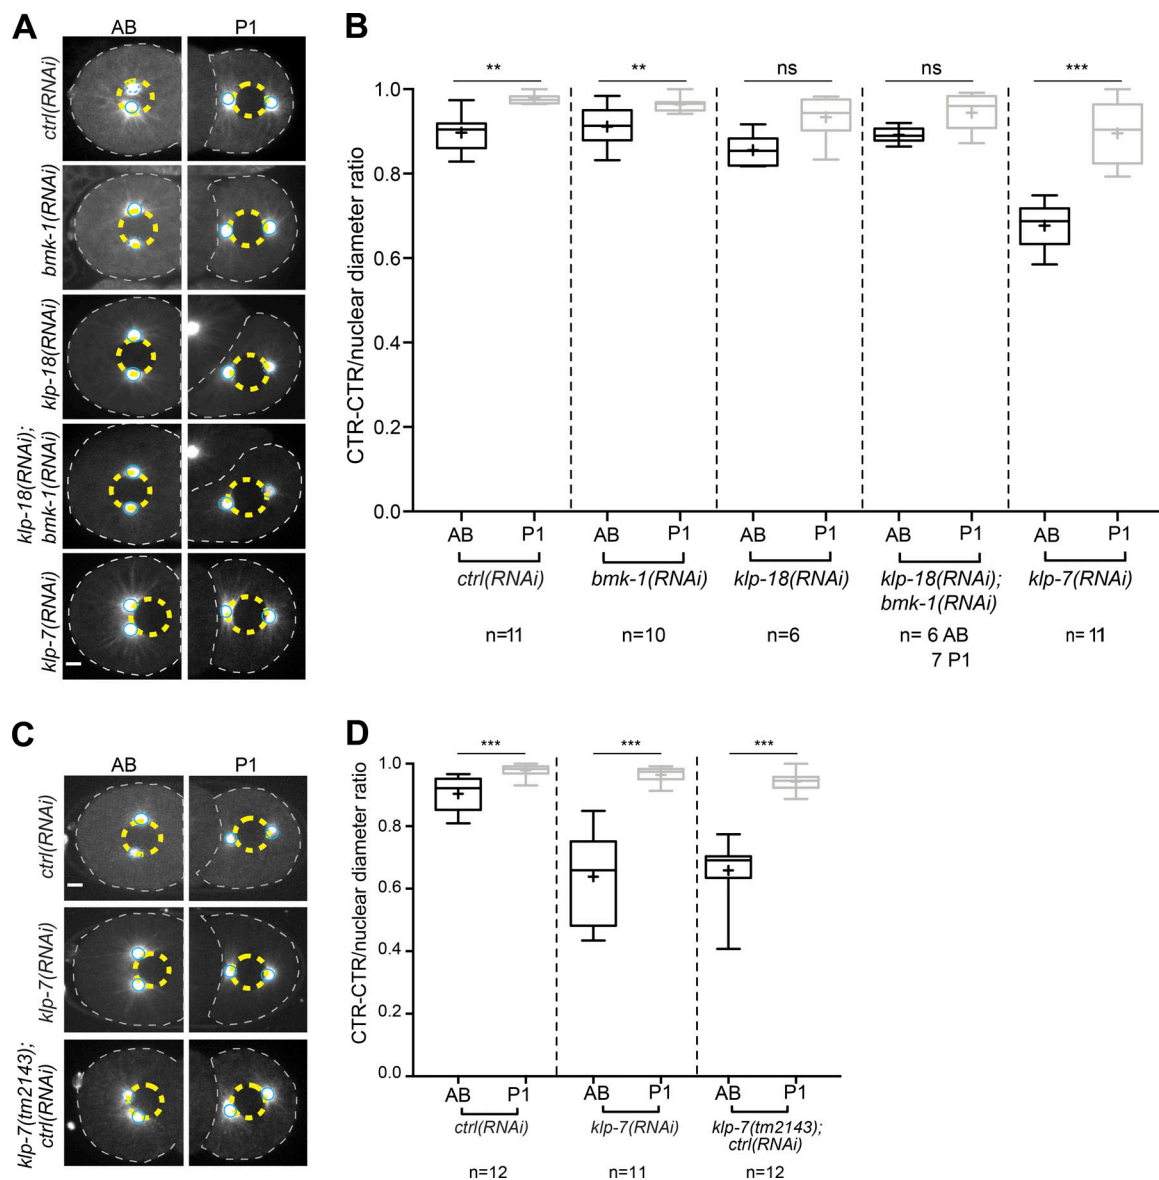 A
AB
P1
ctrl(RNAi)
bmk-1(RNAi)
klp-18(RNAi)
klp-18(RNAi);
bmk-1(RNAi)
klp-7(RNAi)
B
CTR-CTR/nuclear diameter ratio
1.0
0.8
0.6
0.4
0.2
0.0
**
**
ns
ns
***
AB P1 AB P1 AB P1 AB P1 AB P1
ctrl(RNAi)
bmk-1(RNAi)
klp-18(RNAi)
klp-18(RNAi);
bmk-1(RNAi)
klp-7(RNAi)
n=11
n=10
n=6
n= 6 AB
7 P1
n= 11
C
AB
P1
ctrl(RNAi)
klp-7(RNAi)
klp-7(tm2143);
ctrl(RNAi)
D
CTR-CTR/nuclear diameter ratio
1.0
0.8
0.6
0.4
0.2
0.0
***
***
***
AB P1 AB P1 AB P1
ctrl(RNAi)
klp-7(RNAi)
klp-7(tm2143);
ctrl(RNAi)
n=12
n=11
n=12